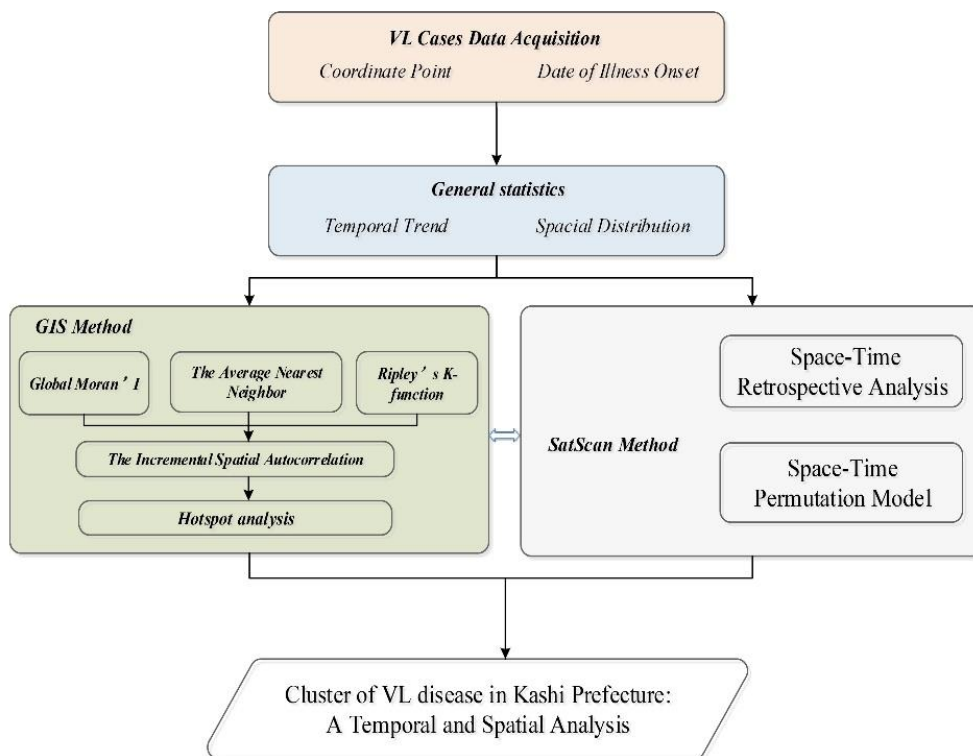 VL Cases Data Acquisition
Coordinate Point Date of Illness Onset
General statistics
Temporal Trend Spacial Distribution
GIS Method
Global Moran’ I
The Average Nearest
Neighbor
Ripley’ s K-
function
The Incremental Spatial Autocorrelation
Hotspot analysis
SatScan Method
Space-Time
Retrospective Analysis
Space-Time
Permutation Model
Cluster of VL disease in Kashi Prefecture:
A Temporal and Spatial Analysis